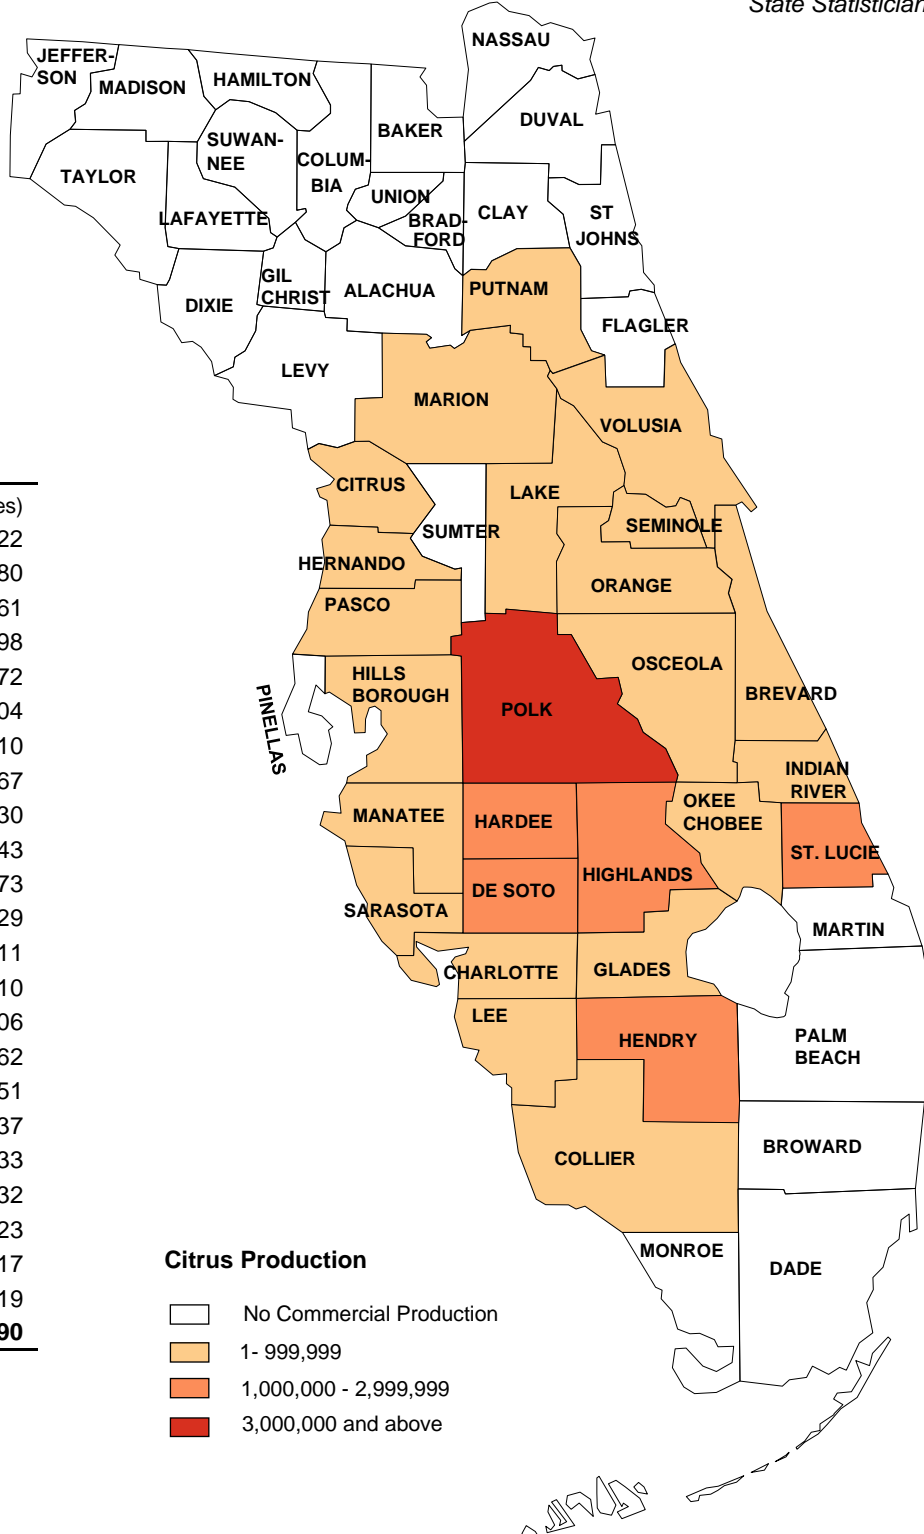 State Statistician
NASSAU
JEFFER-
SON
MADISON
HAMILTON
DUVAL
BAKER
SUWAN-
NEE
COLUM-
BIA
TAYLOR
UNION
LAFAYETTE
BRAD-
FORD
CLAY
ST
JOHNS
GIL
CHRIST
ALACHUA
PUTNAM
DIXIE
FLAGLER
LEVY
MARION
VOLUSIA
CITRUS
LAKE
SUMTER
SEMINOLE
HERNANDO
ORANGE
PASCO
OSCEOLA
HILLS
BOROUGH
BREVARD
POLK
PINELLAS
INDIAN
RIVER
OKEE
CHOBEE
MANATEE
HARDEE
ST. LUCIE
HIGHLANDS
DE SOTO
SARASOTA
MARTIN
CHARLOTTE
GLADES
LEE
HENDRY
PALM
BEACH
BROWARD
COLLIER
MONROE
DADE
es)
22
80
61
98
72
04
10
67
30
43
73
29
11
10
06
62
51
37
33
32
23
17
19
90
Citrus Production
No Commercial Production
1- 999,999
1,000,000 - 2,999,999
3,000,000 and above